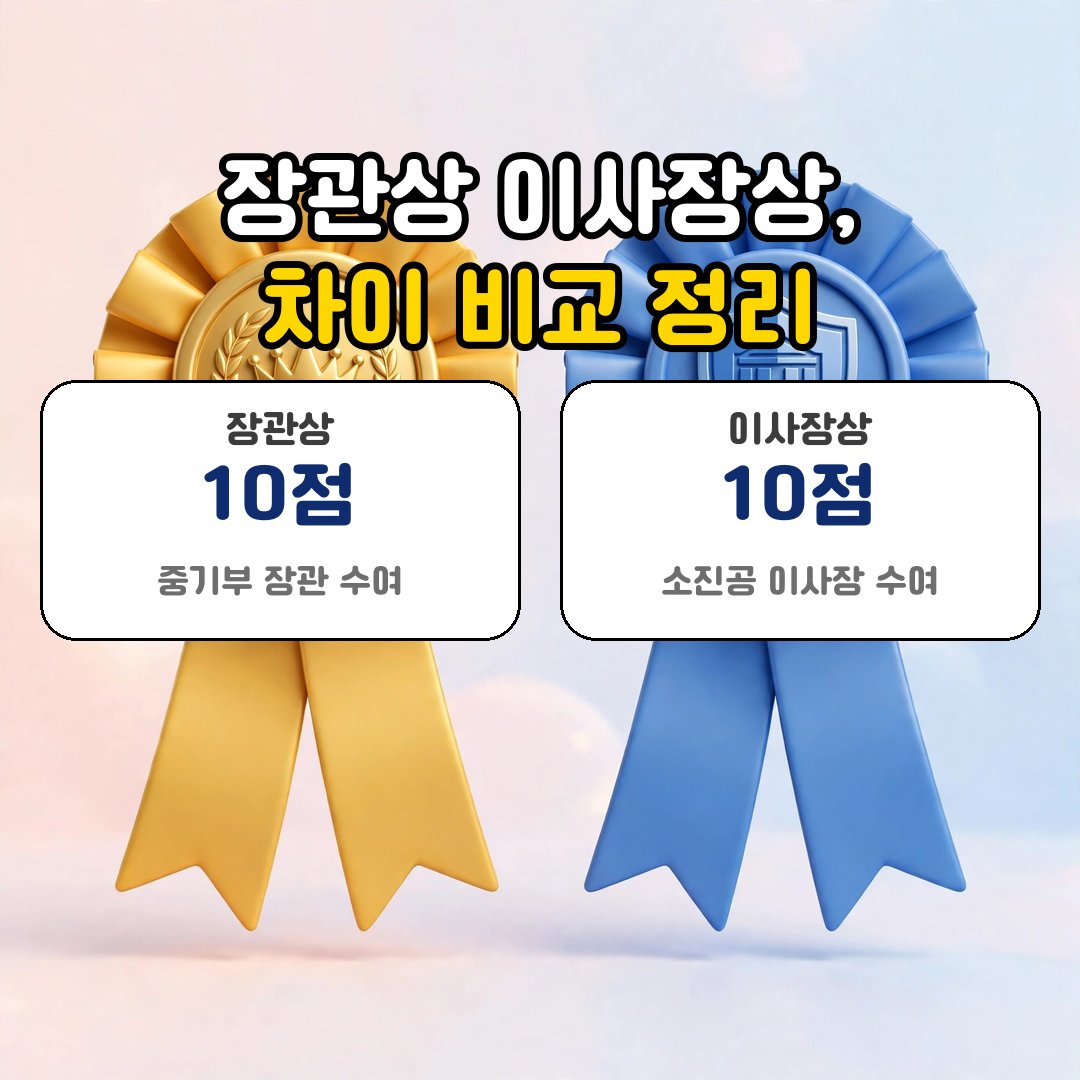 장관상 이사장상,
차이 비교 정리
장관상
10점
중기부 장관 수여
이사장상
10점
소진공 이사장 수여